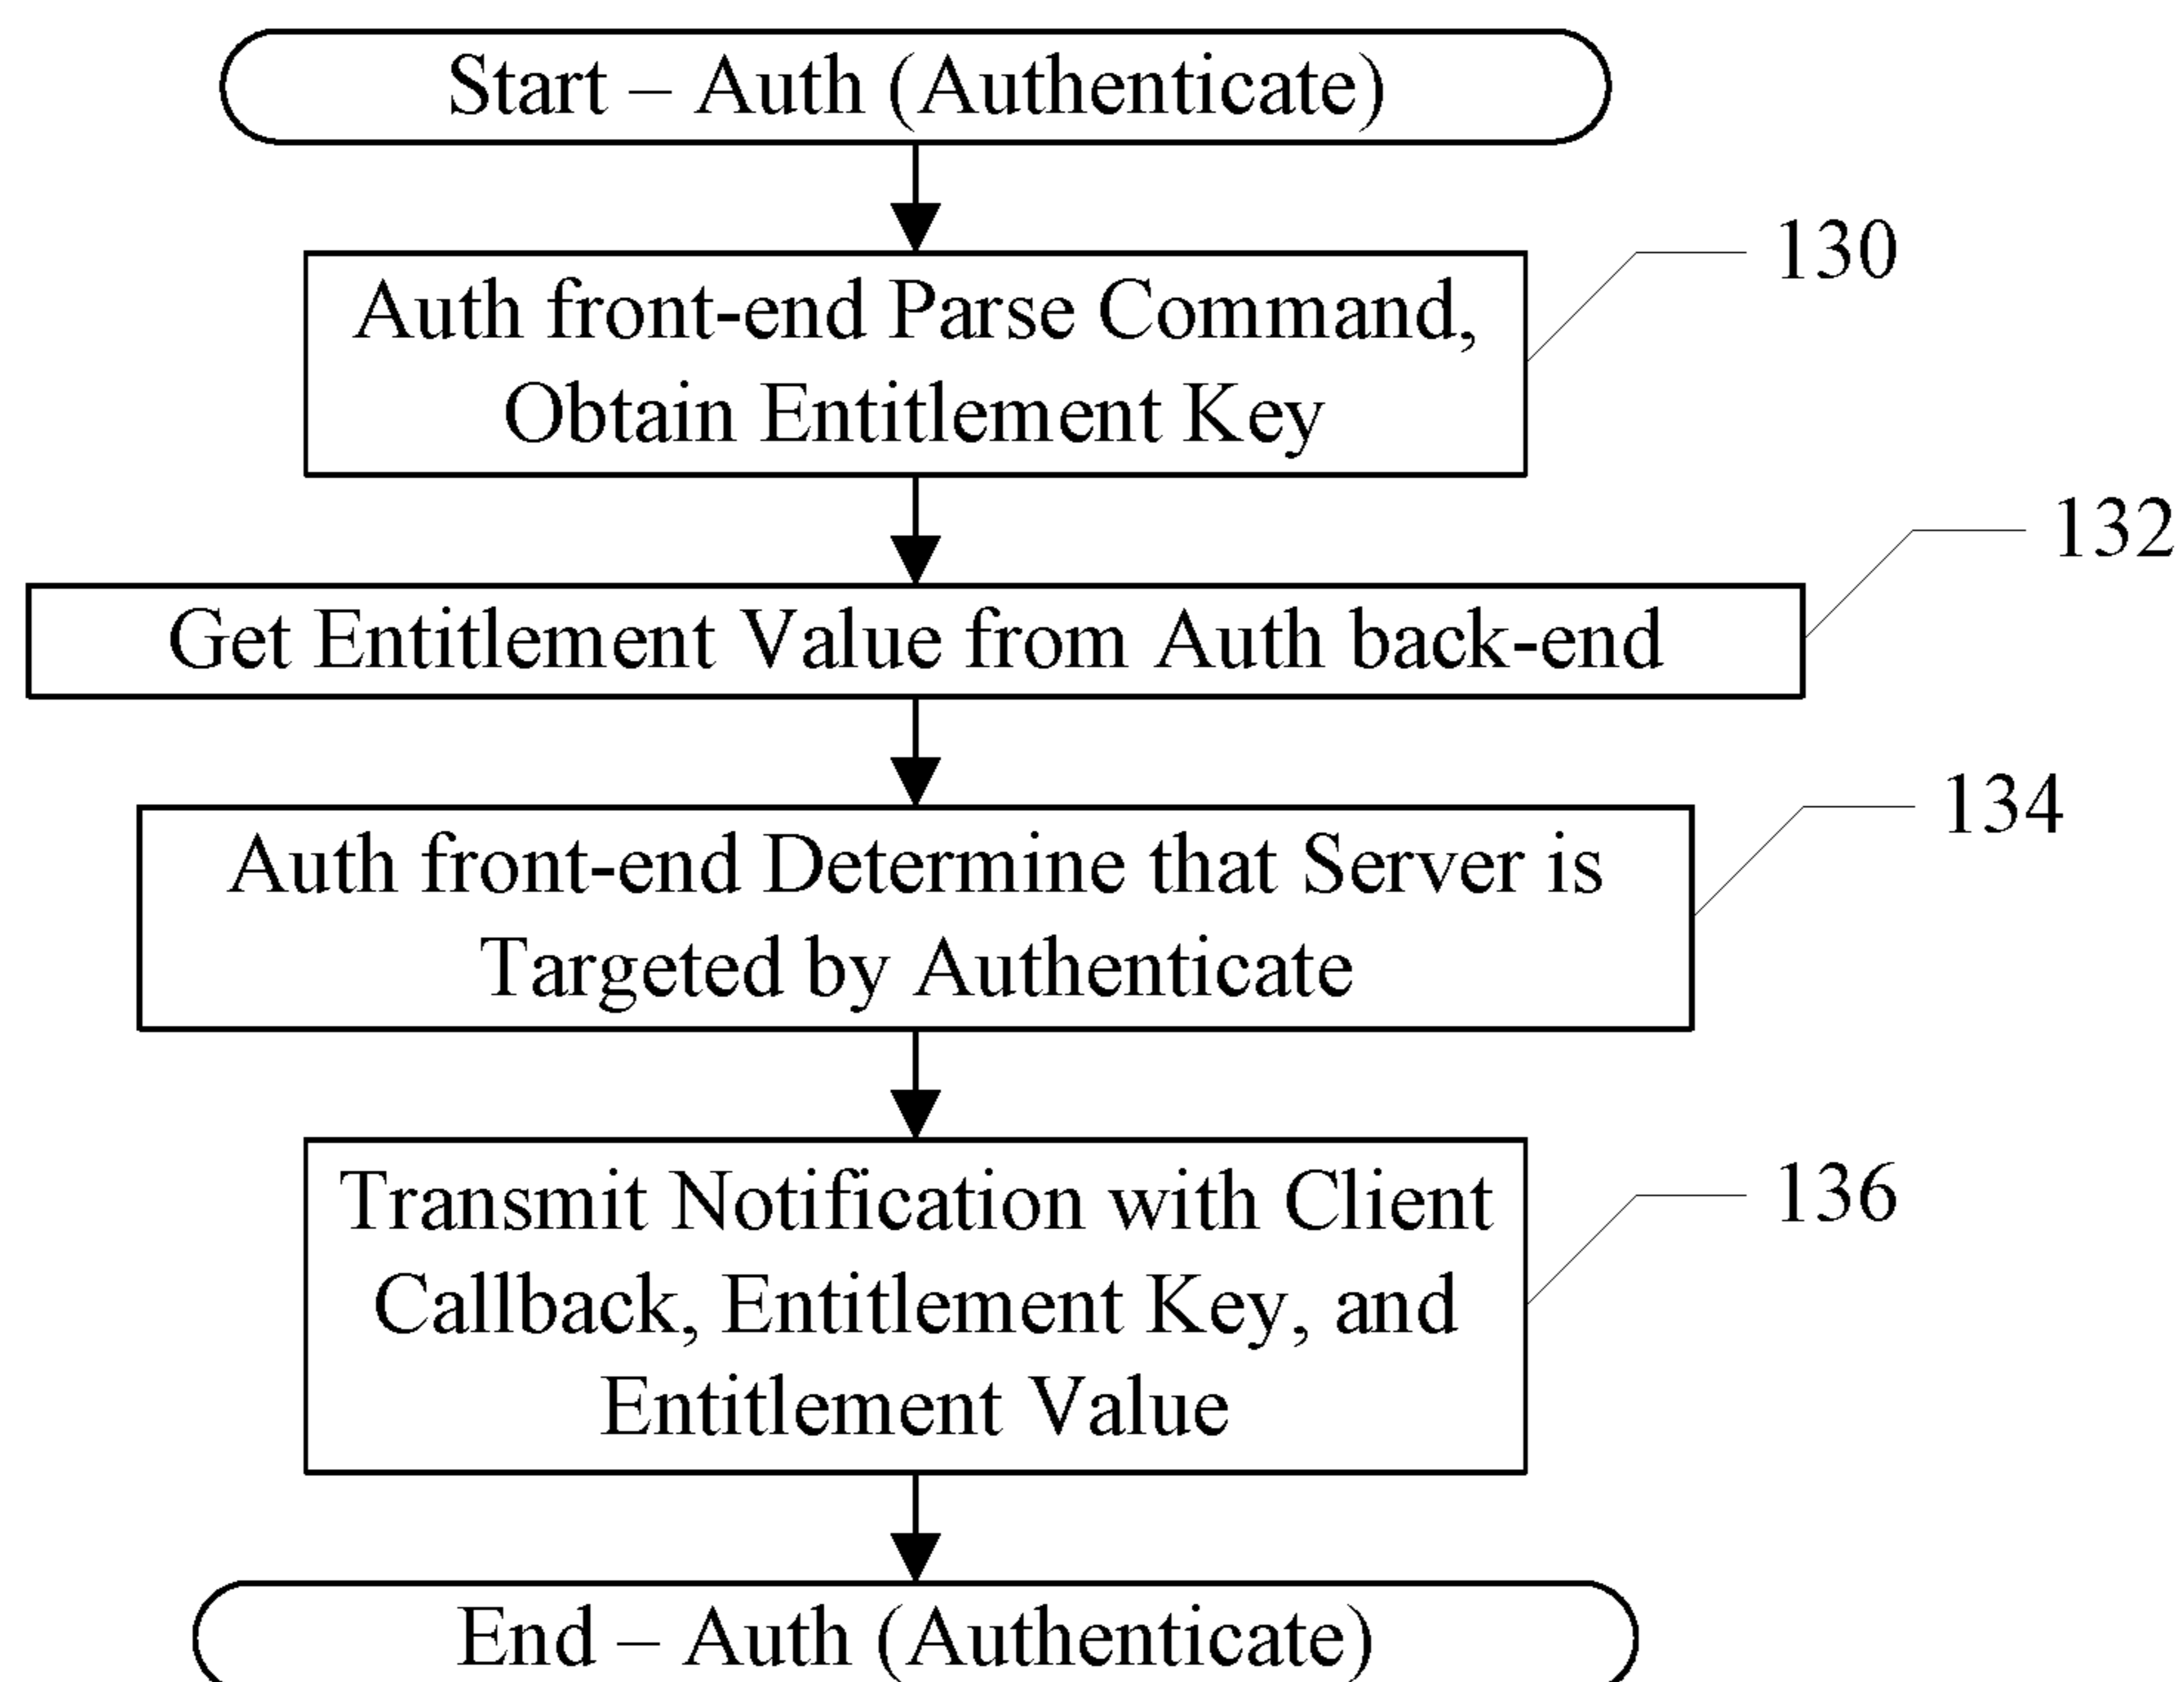 Start – Auth (Authenticate)
130
Auth front-end Parse Command,
Obtain Entitlement Key
132
Get Entitlement Value from Auth back-end
134
Auth front-end Determine that Server is
Targeted by Authenticate
136
Transmit Notification with Client
Callback, Entitlement Key, and
Entitlement Value
End – Auth (Authenticate)